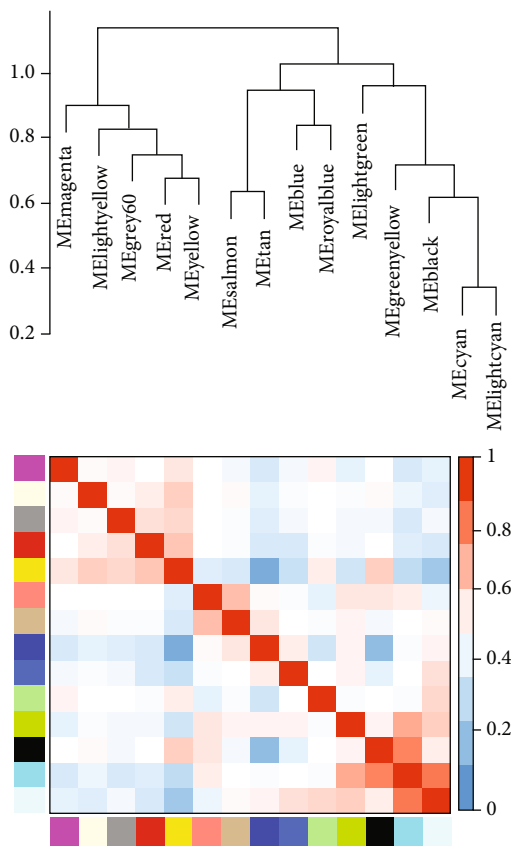 1.0
0.8
0.6
0.4
0.2
MEmagenta
MElightyellow
MEgrey60
MEred
MEyellow
MEsalmon
MEtan
MEblue
MEroyalblue
MElightgreen
MEgreenyellow
MEblack
MEcyan
MElightcyan
1
0.8
0.6
0.4
0.2
0